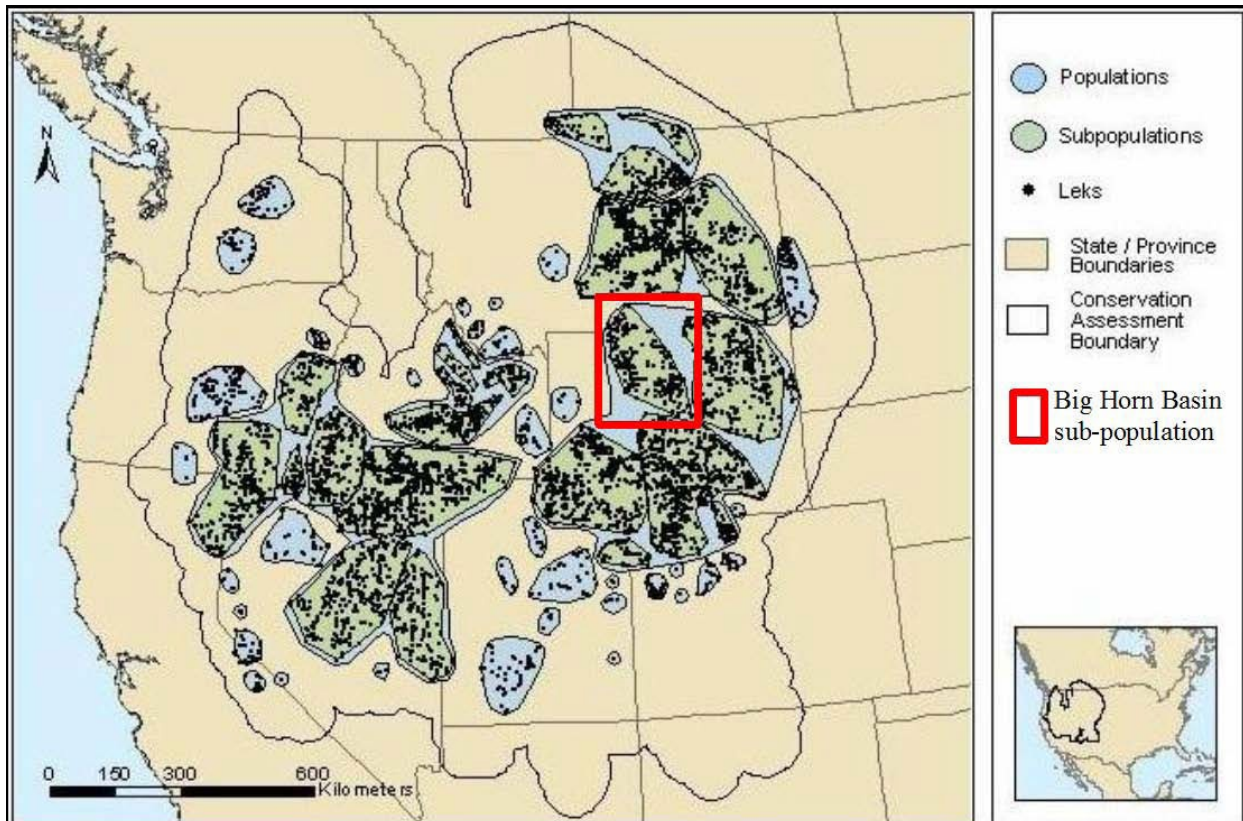 N
0 150 300 600
Kilometers
Populations
Subpopulations
Leks
State / Province
Boundaries
Conservation
Assessment
Boundary
Big Horn Basin
sub-population